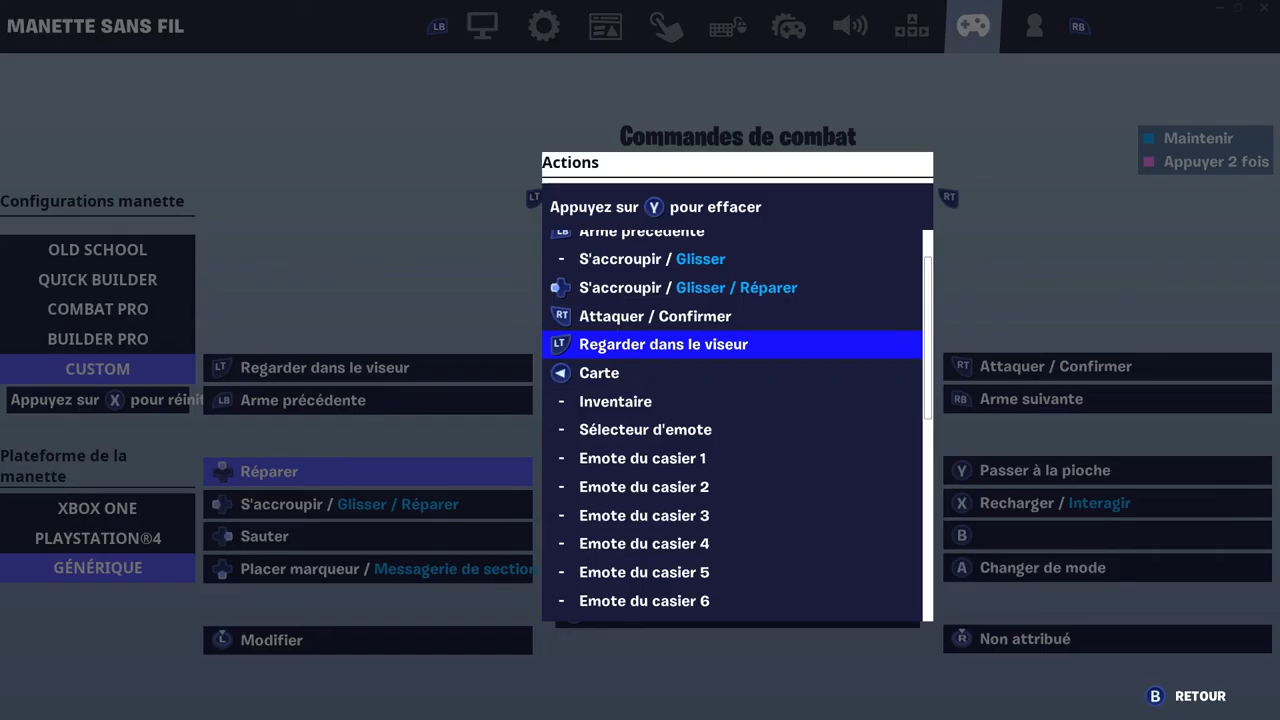 MANETTE SANS FIL
LB
RB
Commandes de combat
Maintenir
Appuyer 2 fois
LT
RT
Actions
Appuyez sur Y pour effacer
LB Arme précédente
- S'accroupir / Glisser
S'accroupir / Glisser / Réparer
RT Attaquer / Confirmer
LT Regarder dans le viseur
Carte
- Inventaire
- Sélecteur d'emote
- Emote du casier 1
- Emote du casier 2
- Emote du casier 3
- Emote du casier 4
- Emote du casier 5
- Emote du casier 6
Configurations manette
OLD SCHOOL
QUICK BUILDER
COMBAT PRO
BUILDER PRO
CUSTOM
Appuyez sur X pour réinit
Plateforme de la
manette
XBOX ONE
PLAYSTATION®4
GÉNÉRIQUE
LT Regarder dans le viseur
LB Arme précédente
Réparer
S'accroupir / Glisser / Réparer
Sauter
Placer marqueur / Messagerie de section
L Modifier
RT Attaquer / Confirmer
RB Arme suivante
Y Passer à la pioche
X Recharger / Interagir
B
A Changer de mode
R Non attribué
B RETOUR